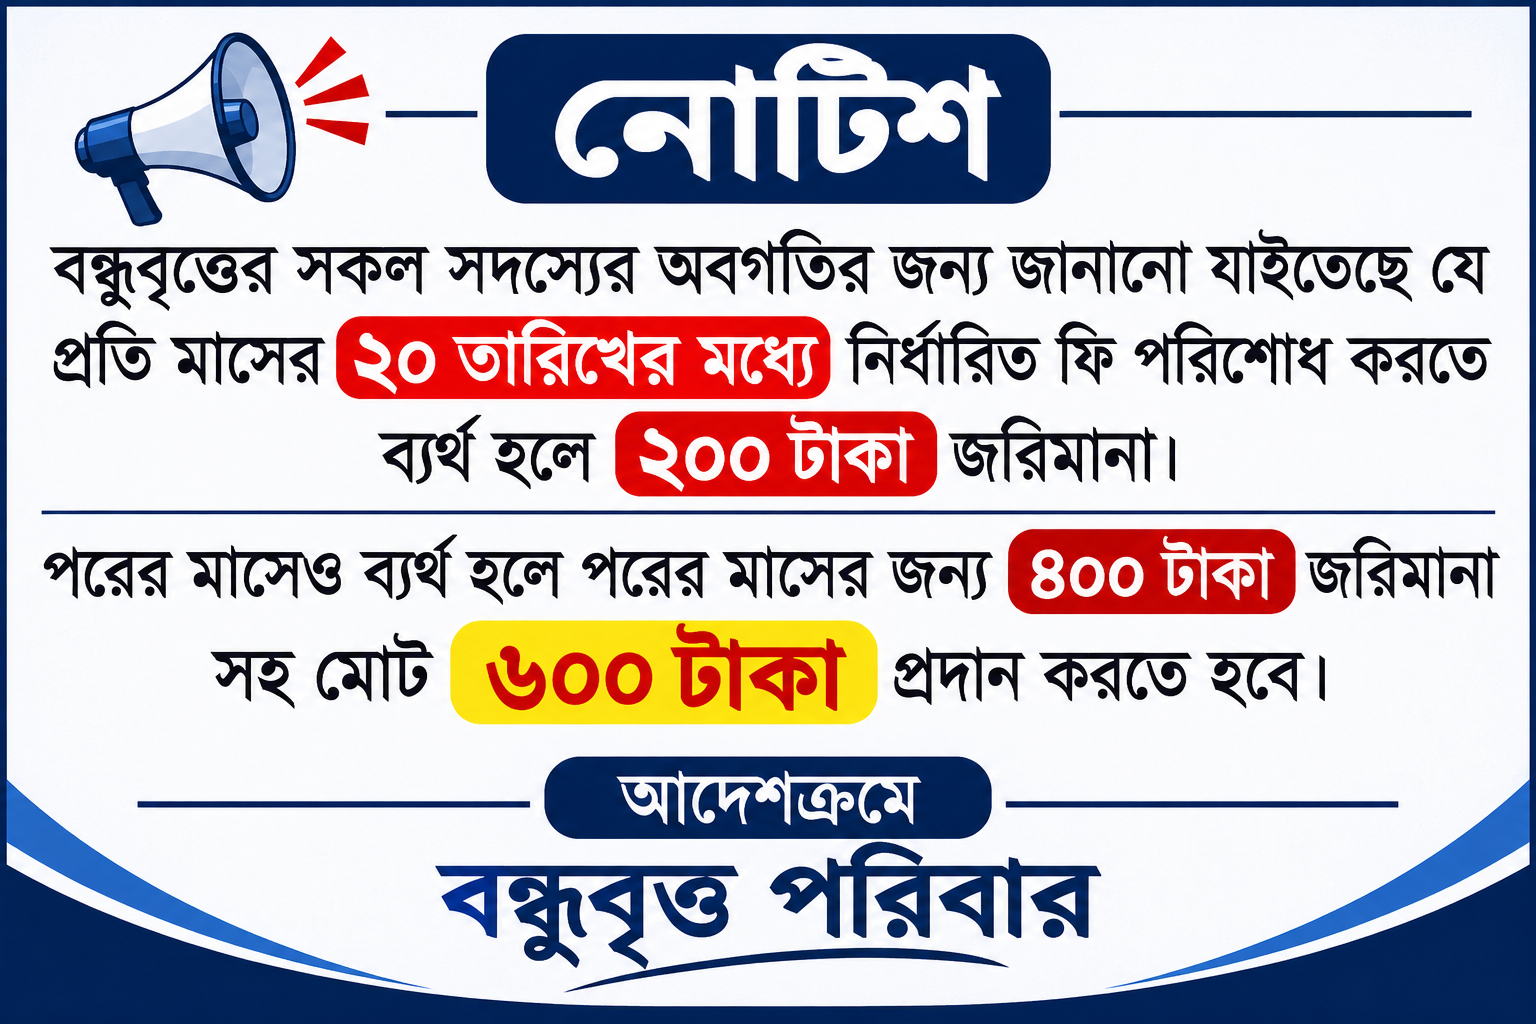 নোটিশ
বন্ধুবৃত্তের সকল সদস্যের অবগতির জন্য জানানো যাইতেছে যে
প্রতি মাসের ২০ তারিখের মধ্যে নির্ধারিত ফি পরিশোধ করতে
ব্যর্থ হলে ২০০ টাকা জরিমানা।
পরের মাসেও ব্যর্থ হলে পরের মাসের জন্য ৪০০ টাকা জরিমানা
সহ মোট ৬০০ টাকা প্রদান করতে হবে।
আদেশক্রমে
বন্ধুবৃত্ত পরিবার